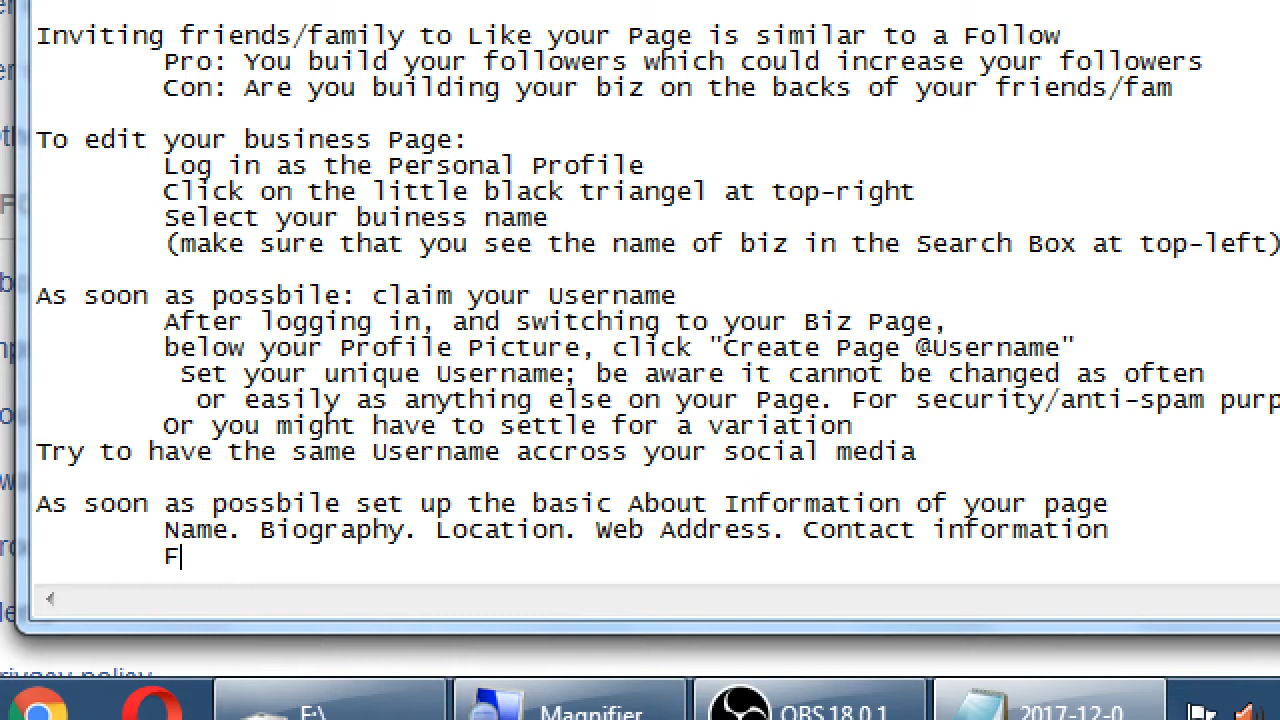 Inviting friends/family to Like your Page is similar to a Follow
Pro: You build your followers which could increase your followers
Con: Are you building your biz on the backs of your friends/fam
To edit your business Page:
Log in as the Personal Profile
Click on the little black triangel at top-right
Select your buiness name
(make sure that you see the name of biz in the Search Box at top-left)
As soon as possbile: claim your Username
After logging in, and switching to your Biz Page,
below your Profile Picture, click "Create Page @Username"
Set your unique Username; be aware it cannot be changed as often
or easily as anything else on your Page. For security/anti-spam purp
Or you might have to settle for a variation
Try to have the same Username accross your social media
As soon as possbile set up the basic About Information of your page
Name. Biography. Location. Web Address. Contact information
F
rivacy policy
F:\ Magnifier OBS 18.0.1 2017-12-0